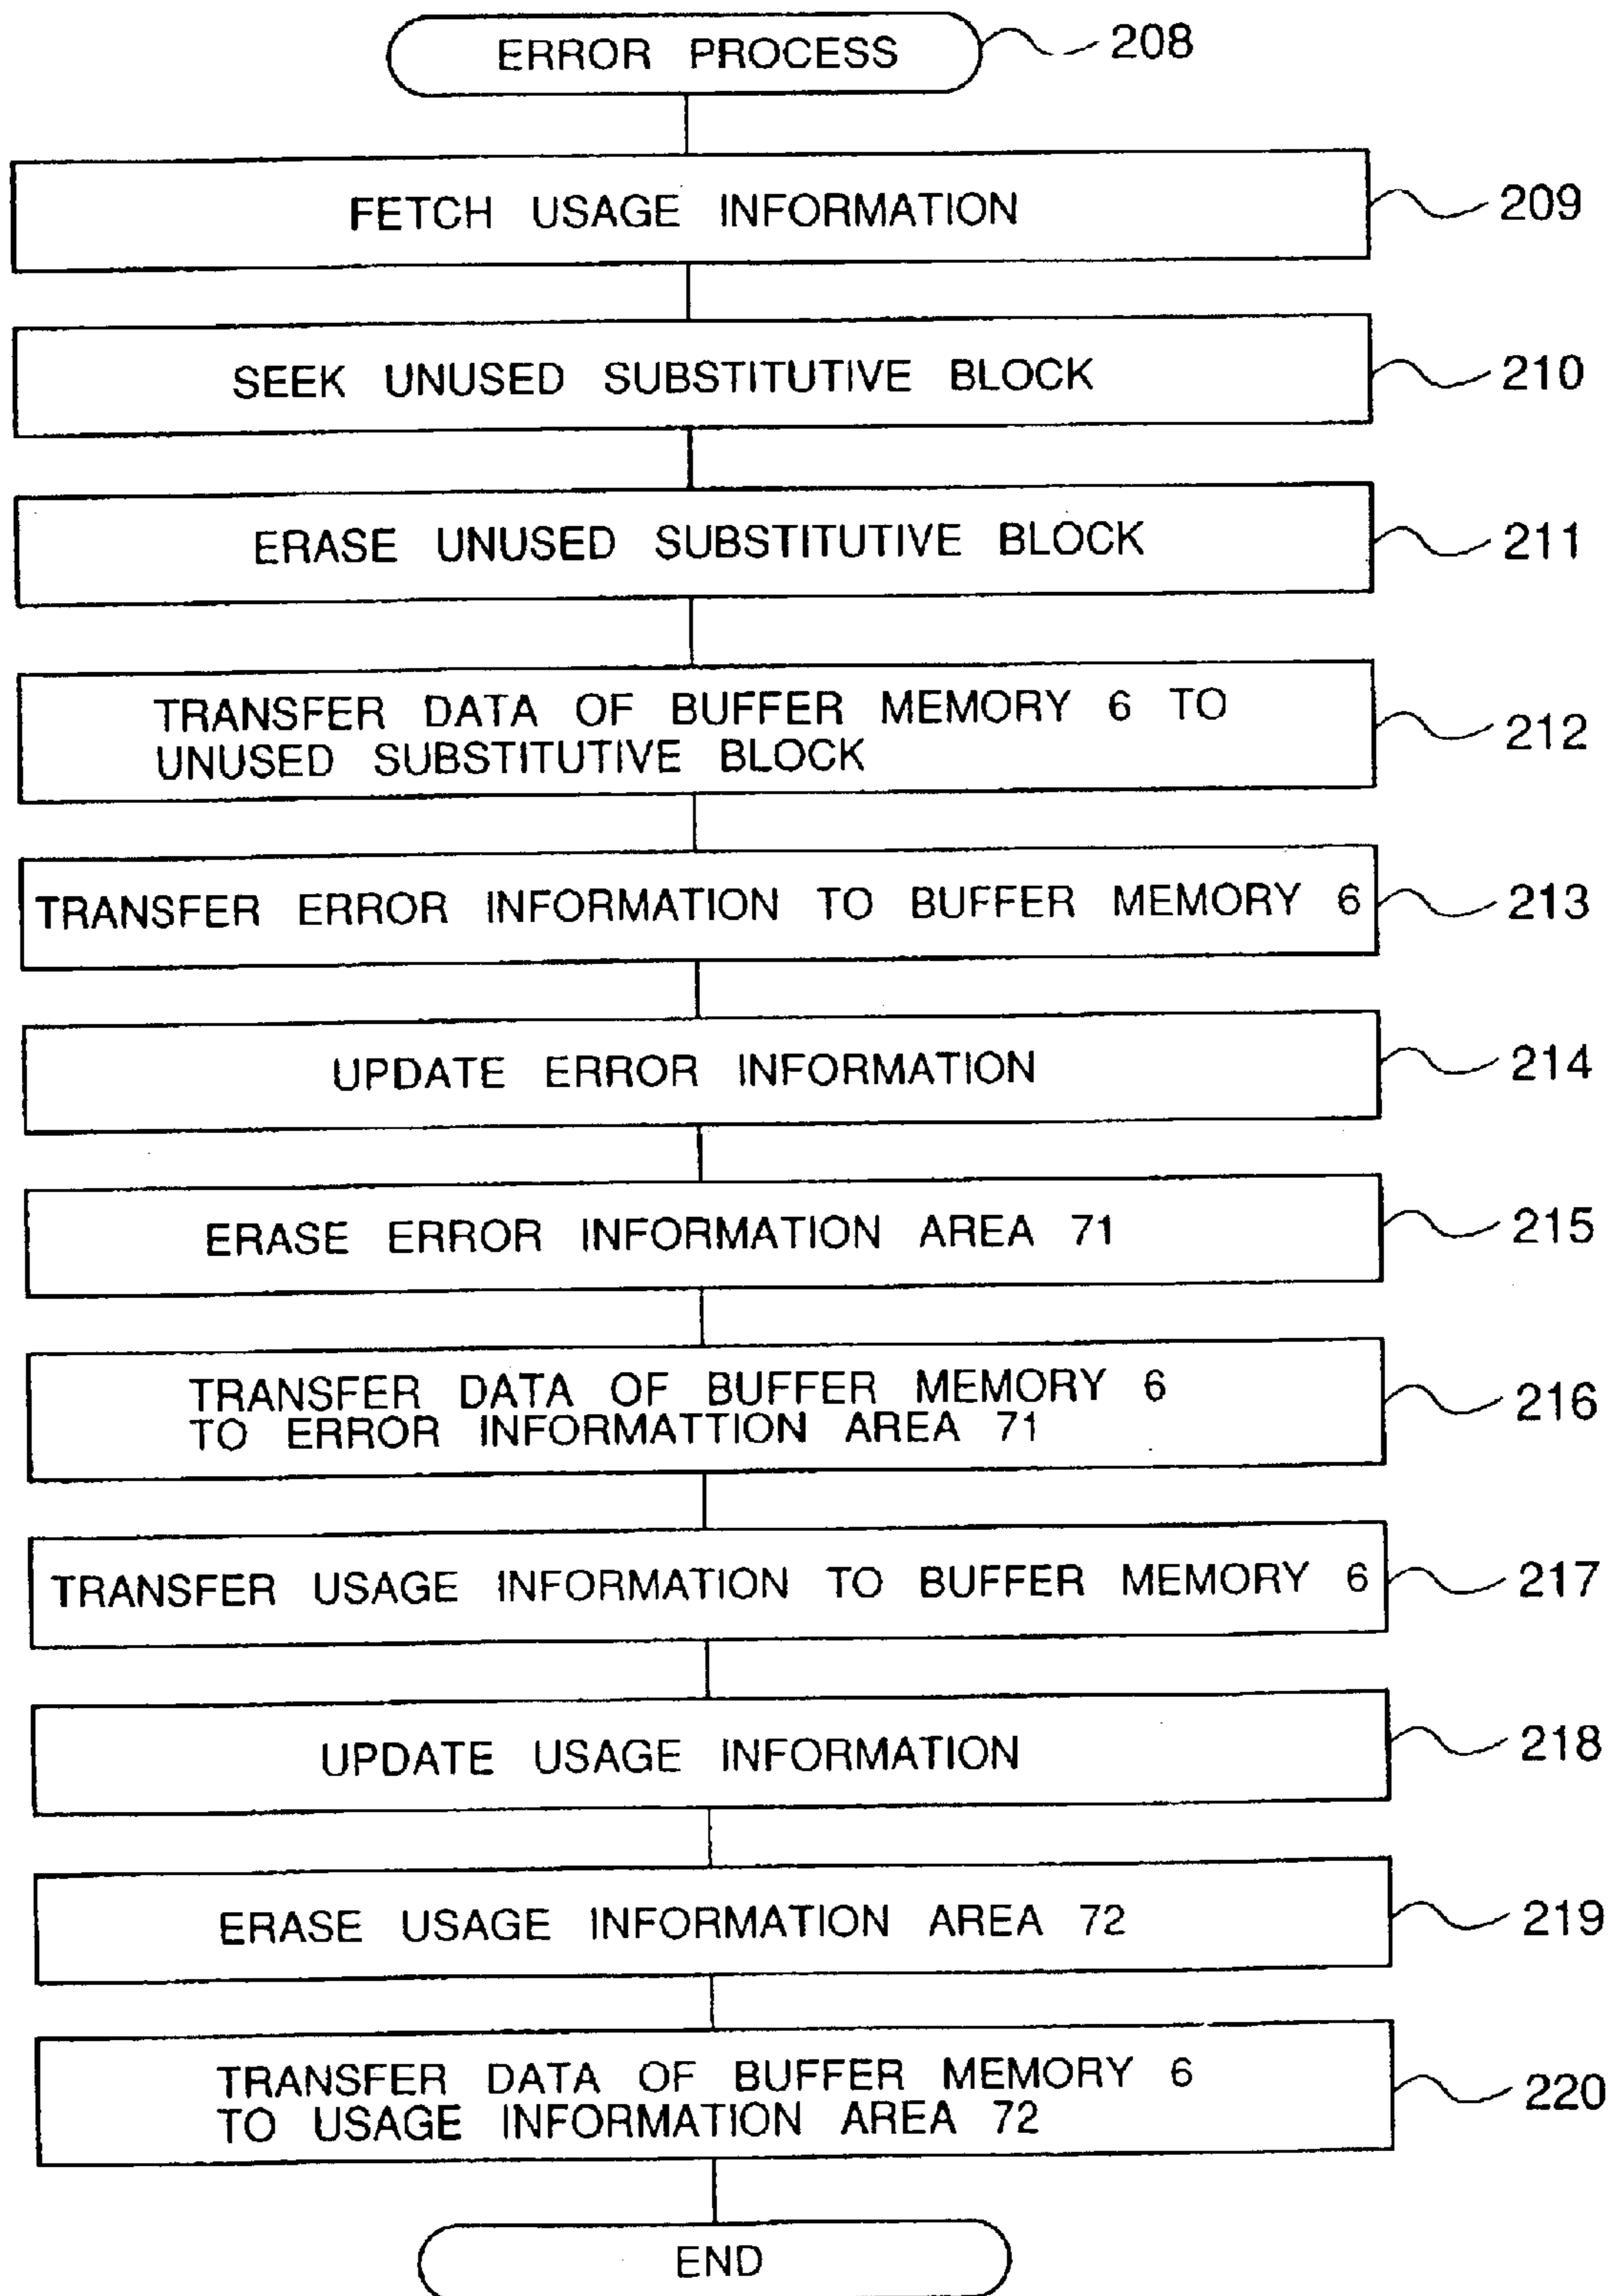 ERROR PROCESS
208
FETCH USAGE INFORMATION
209
SEEK UNUSED SUBSTITUTIVE BLOCK
210
ERASE UNUSED SUBSTITUTIVE BLOCK
211
TRANSFER DATA OF BUFFER MEMORY 6 TO
UNUSED SUBSTITUTIVE BLOCK
212
TRANSFER ERROR INFORMATION TO BUFFER MEMORY 6
213
UPDATE ERROR INFORMATION
214
ERASE ERROR INFORMATION AREA 71
215
TRANSFER DATA OF BUFFER MEMORY 6
TO ERROR INFORMATTION AREA 71
216
TRANSFER USAGE INFORMATION TO BUFFER MEMORY 6
217
UPDATE USAGE INFORMATION
218
ERASE USAGE INFORMATION AREA 72
219
TRANSFER DATA OF BUFFER MEMORY 6
TO USAGE INFORMATION AREA 72
220
END